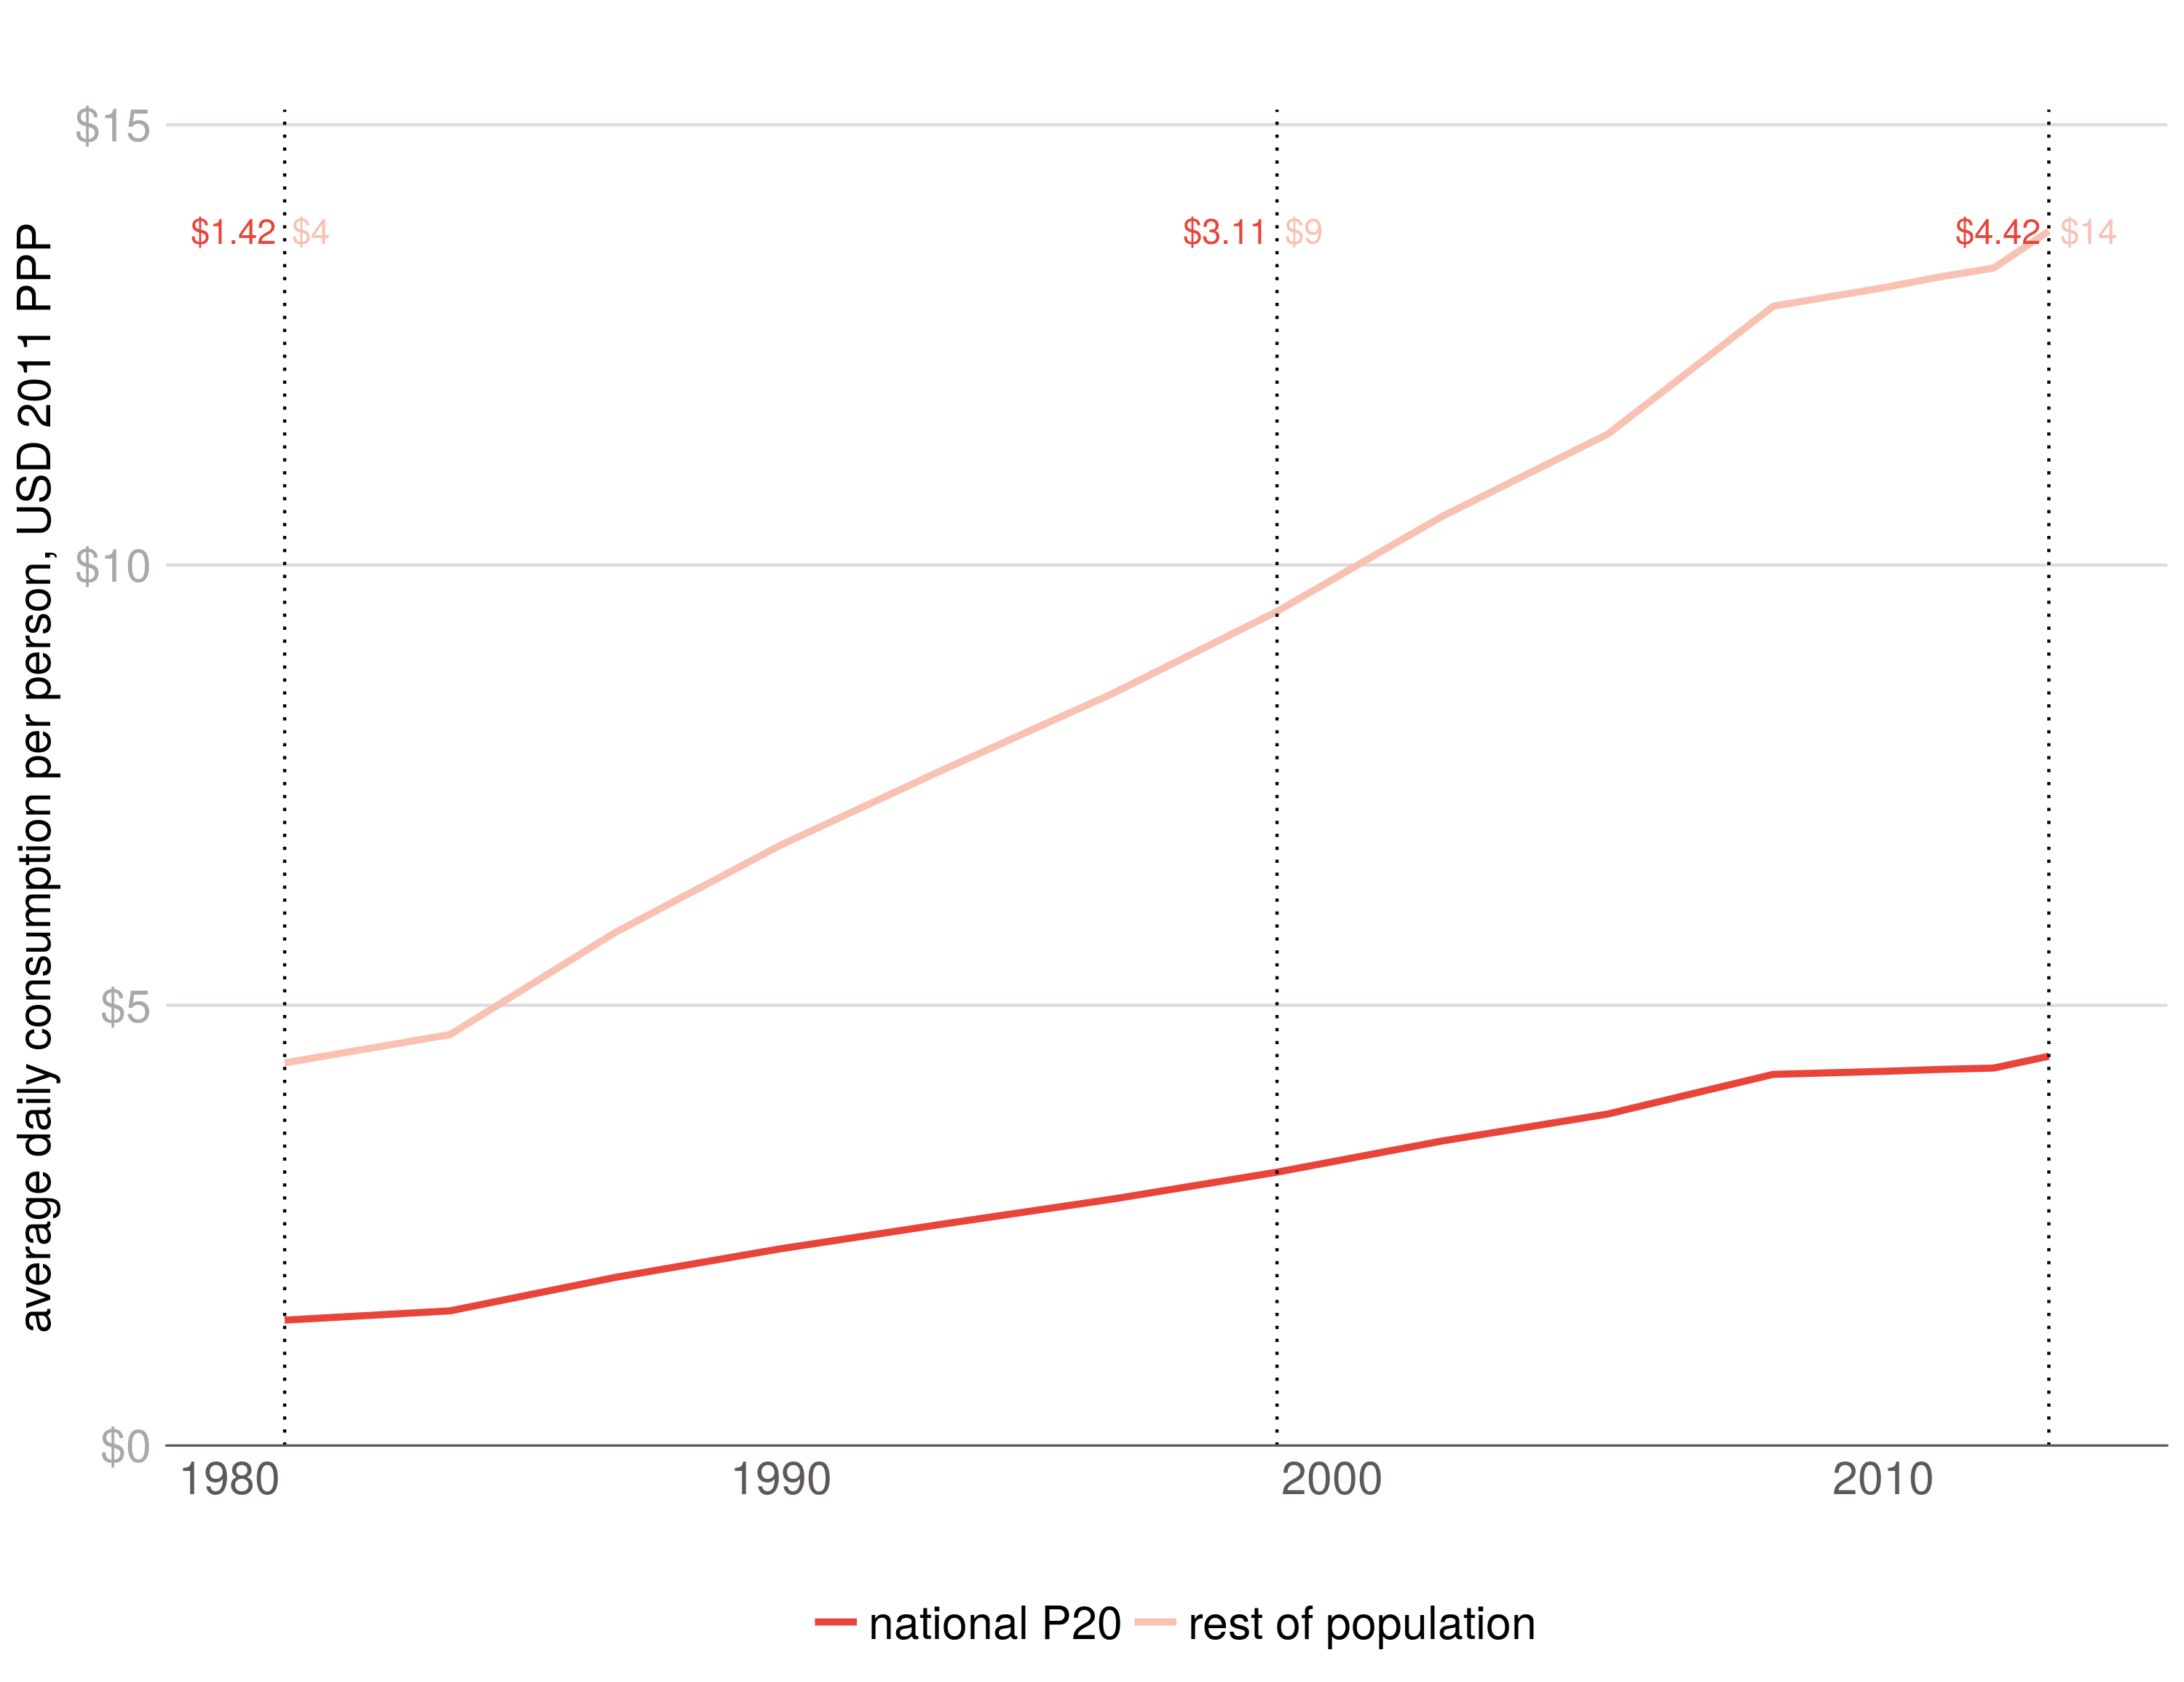 average daily consumption per person, USD 2011 PPP
$15
$10
$5
$0
$1.42 $4
$3.11 $9
$4.42 $14
1980 1990 2000 2010
national P20 rest of population